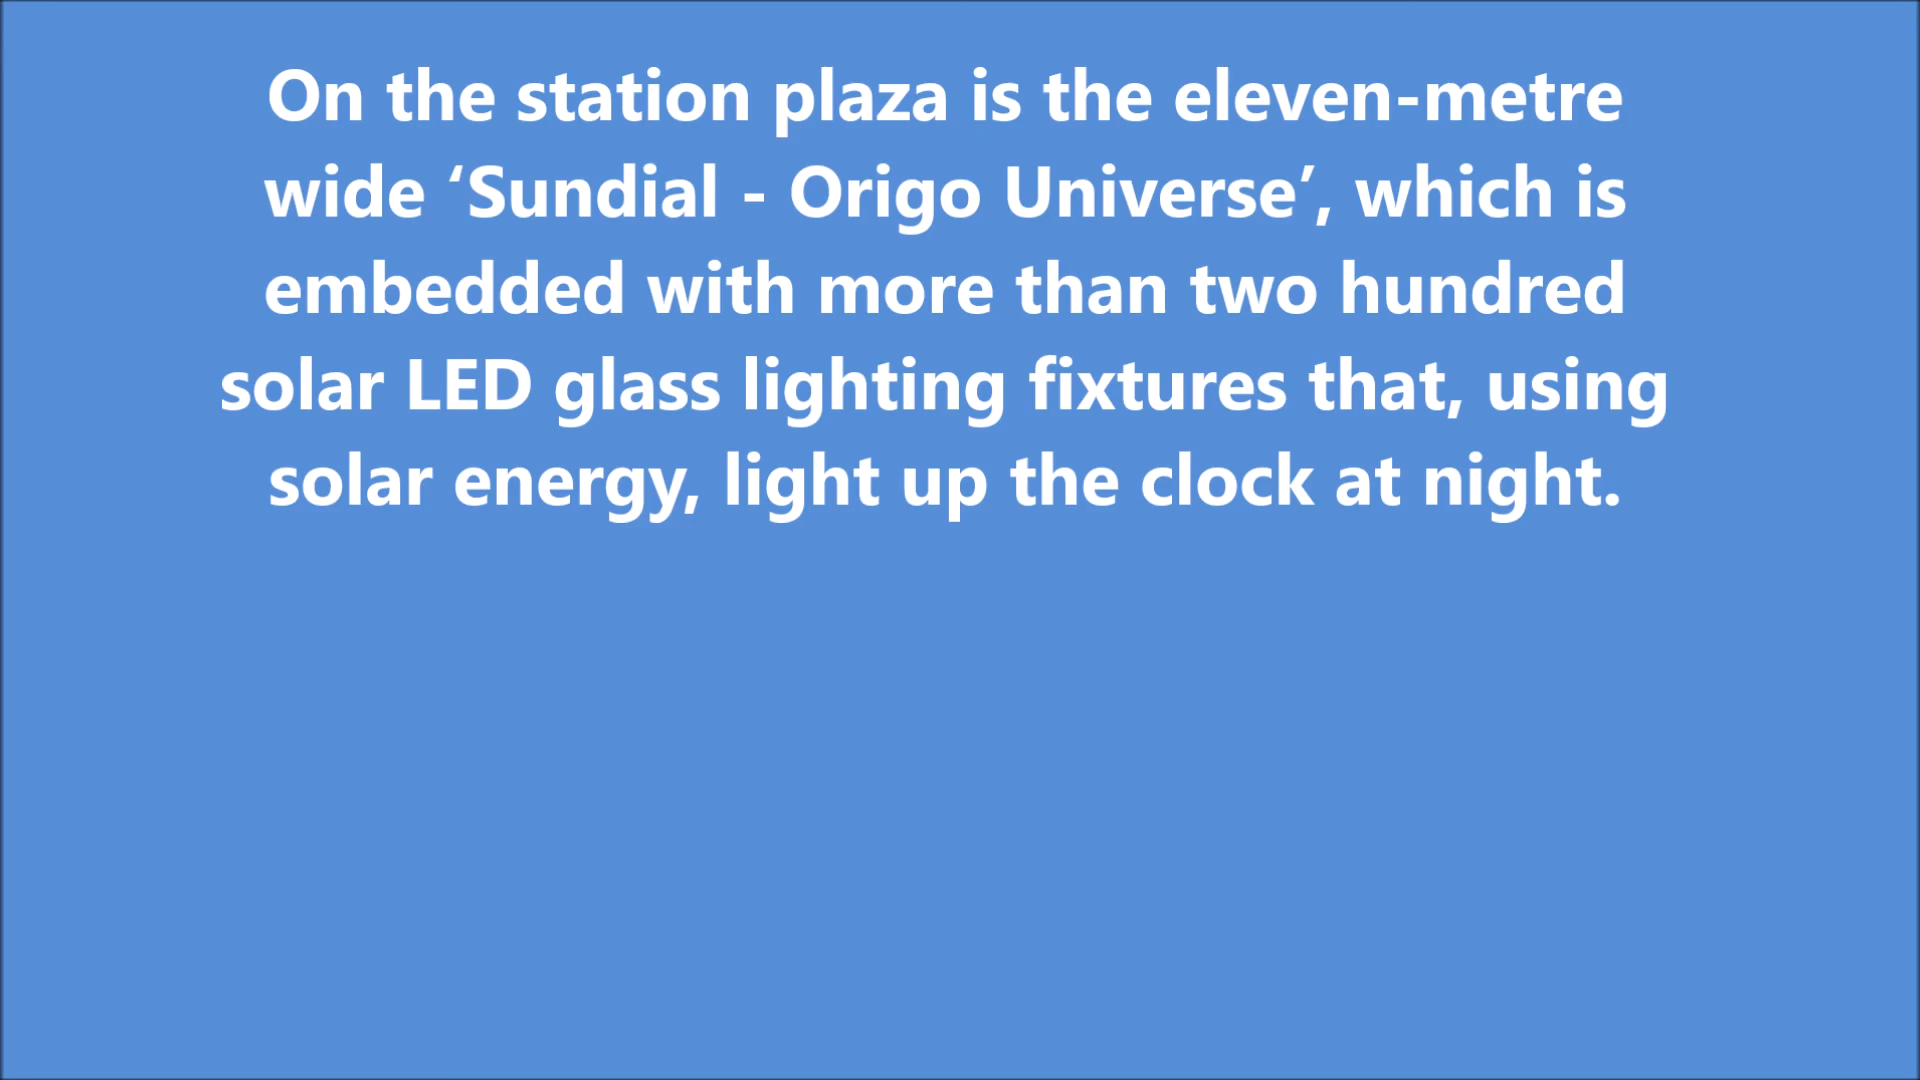 On the station plaza is the eleven-metre
wide ‘Sundial - Origo Universe’, which is
embedded with more than two hundred
solar LED glass lighting fixtures that, using
solar energy, light up the clock at night.